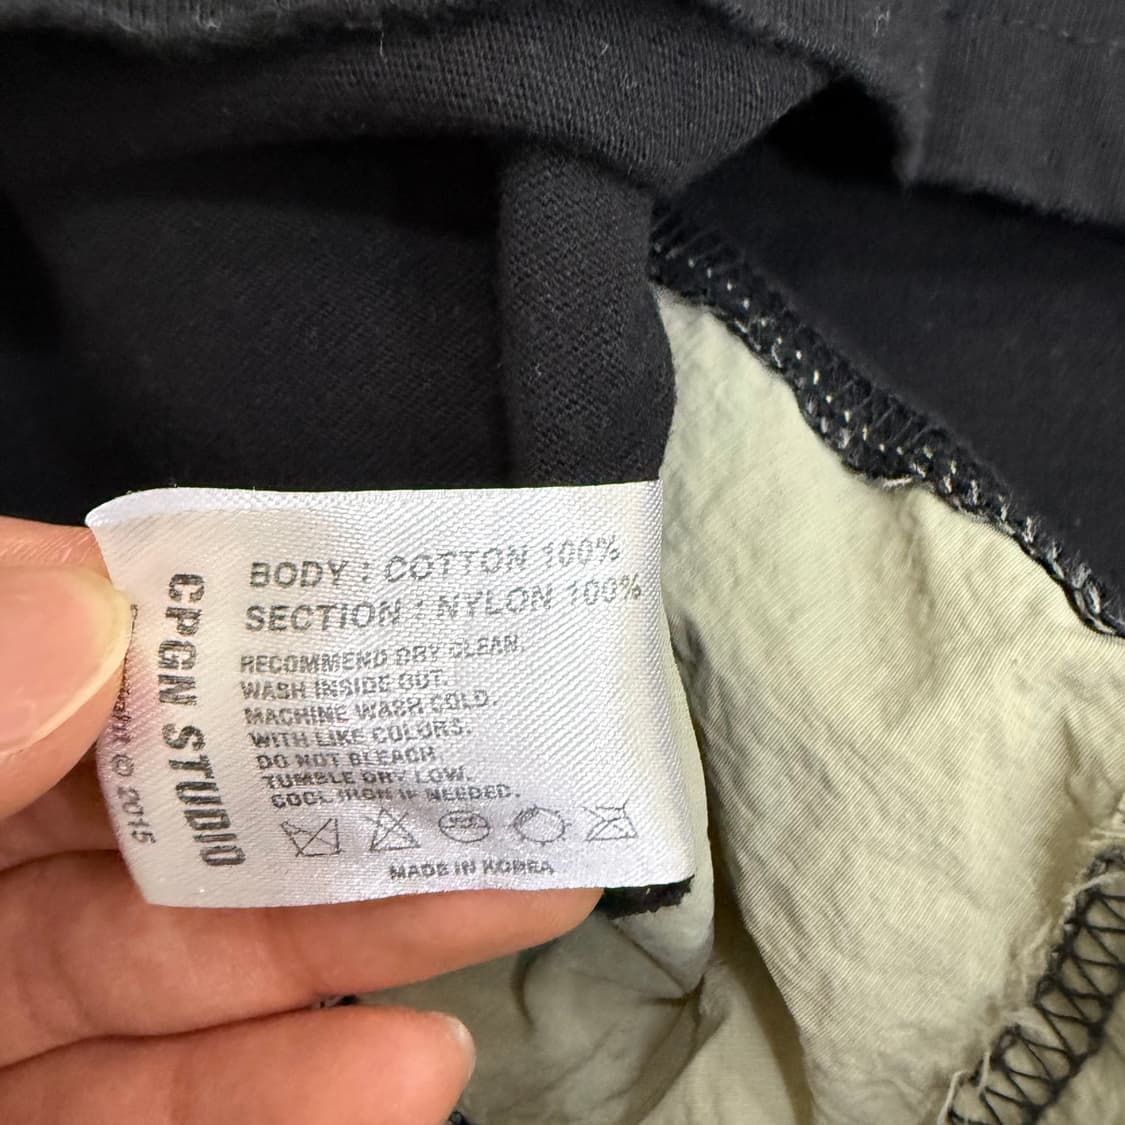 BODY : COTTON 100%
SECTION : NYLON 100%
RECOMMEND DRY CLEAN.
WASH INSIDE OUT.
MACHINE WASH COLD.
WITH LIKE COLORS.
DO NOT BLEACH.
TUMBLE DRY LOW.
COOL IRON IF NEEDED.
MADE IN KOREA
CPGN STUDIO
© 2015